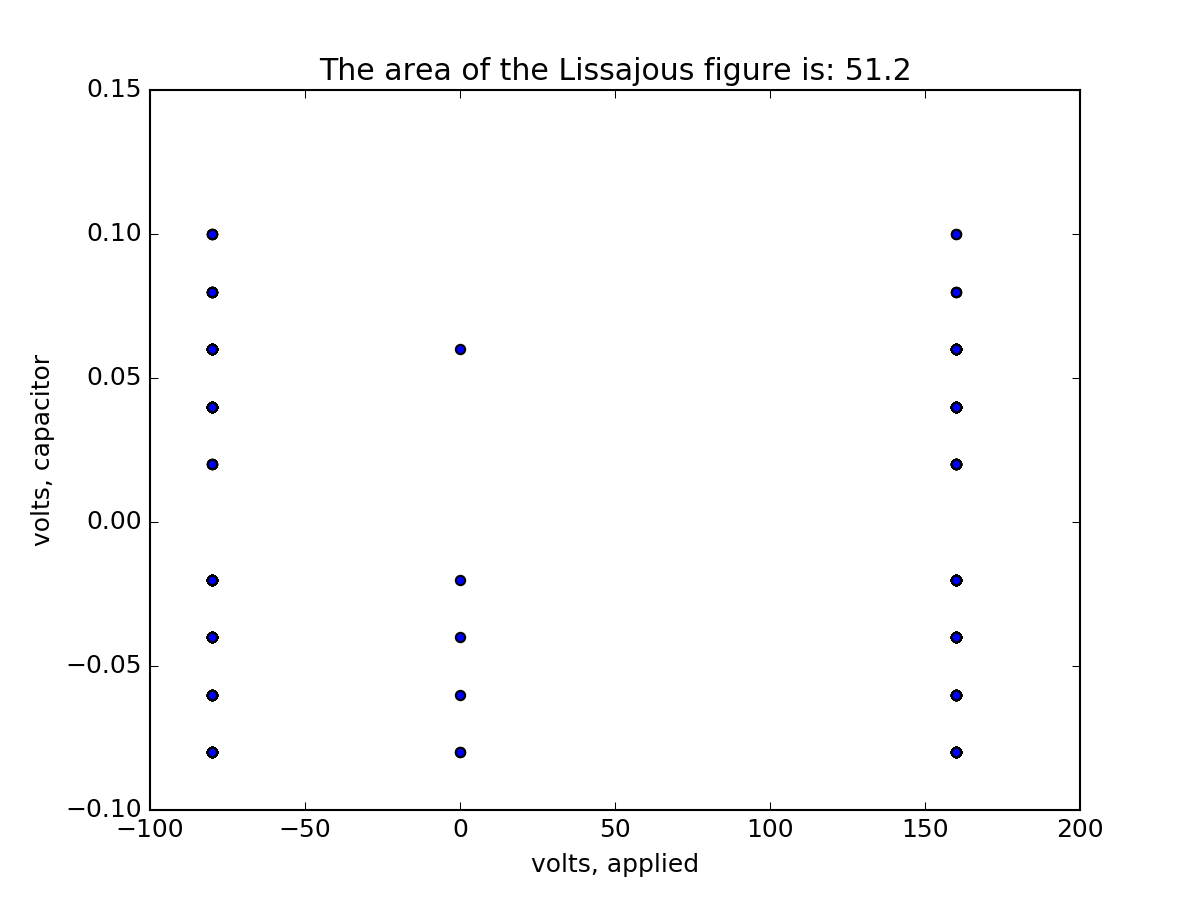 The area of the Lissajous figure is: 51.2
0.15
0.10
0.05
0.00
−0.05
−0.10
volts, capacitor
−100 −50 0 50 100 150 200
volts, applied